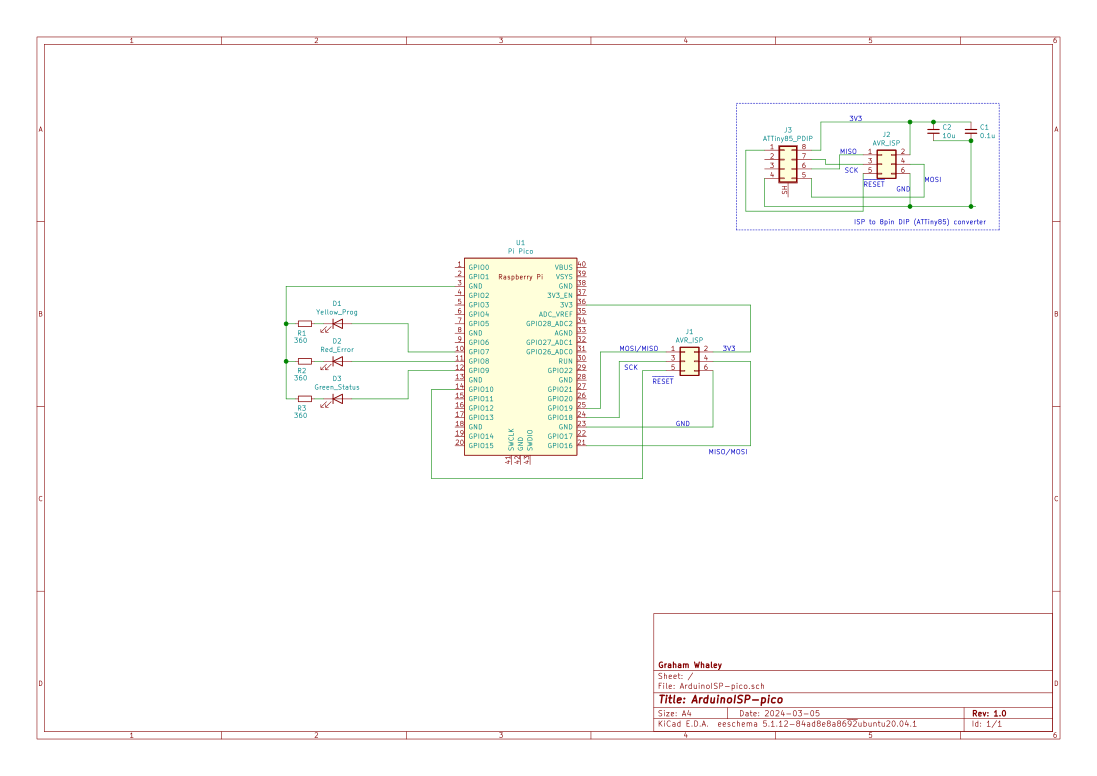 1 2 3 4 5 6
A A
B B
C C
D D
1 2 3 4 5 6
3V3
J3
ATTiny85_PDIP
1 8
2 7
3 6
4 5
SH
MISO
SCK
RESET
J2
AVR_ISP
1 2
3 4
5 6
GND
MOSI
C2
10u
C1
0.1u
ISP to 8pin DIP (ATTiny85) converter
U1
Pi Pico
Raspberry Pi
1 GPIO0
2 GPIO1
3 GND
4 GPIO2
5 GPIO3
6 GPIO4
7 GPIO5
8 GND
9 GPIO6
10 GPIO7
11 GPIO8
12 GPIO9
13 GND
14 GPIO10
15 GPIO11
16 GPIO12
17 GPIO13
18 GND
19 GPIO14
20 GPIO15
VBUS 40
VSYS 39
GND 38
3V3_EN 37
3V3 36
ADC_VREF 35
GPIO28_ADC2 34
AGND 33
GPIO27_ADC1 32
GPIO26_ADC0 31
RUN 30
GPIO22 29
GND 28
GPIO21 27
GPIO20 26
GPIO19 25
GPIO18 24
GND 23
GPIO17 22
GPIO16 21
SWCLK 41
GND 42
SWDIO 43
D1
Yellow_Prog
R1
360
D2
Red_Error
R2
360
D3
Green_Status
R3
360
J1
AVR_ISP
1 2
3 4
5 6
MOSI/MISO
3V3
SCK
RESET
GND
MISO/MOSI
Graham Whaley
Sheet: /
File: ArduinoISP-pico.sch
Title: ArduinoISP-pico
Size: A4 Date: 2024-03-05 Rev: 1.0
KiCad E.D.A. eeschema 5.1.12-84ad8e8a8692ubuntu20.04.1 Id: 1/1